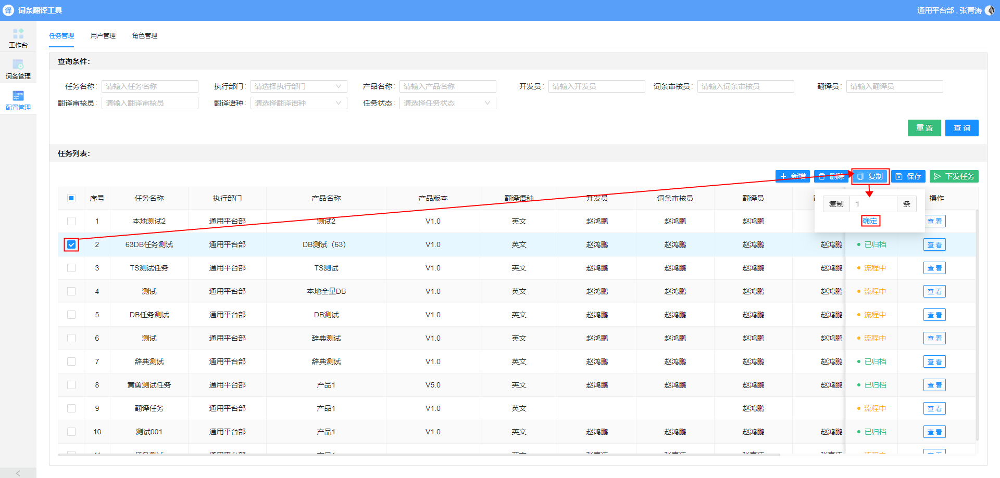 译 词条翻译工具
通用平台部 , 张青涛
工作台
词条管理
配置管理
任务管理 用户管理 角色管理
查询条件：
任务名称： 请输入任务名称 执行部门： 请选择执行部门 产品名称： 请输入产品名称 开发员： 请输入开发员 词条审核员： 请输入词条审核员 翻译员： 请输入翻译员
翻译审核员： 请输入翻译审核员 翻译语种： 请选择翻译语种 任务状态： 请选择任务状态
重 置 查 询
任务列表：
新增 删除 复制 保存 下发任务
序号 任务名称 执行部门 产品名称 产品版本 翻译语种 开发员 词条审核员 翻译员 操作
复制 1 条
确定
1 本地测试2 通用平台部 测试2 V1.0 英文 赵鸿鹏 赵鸿鹏 赵鸿鹏 查 看
2 63DB任务测试 通用平台部 DB测试（63） V1.0 英文 赵鸿鹏 赵鸿鹏 赵鸿鹏 赵鸿鹏 已归档 查 看
3 TS测试任务 通用平台部 TS测试 V1.0 英文 赵鸿鹏 赵鸿鹏 赵鸿鹏 赵鸿鹏 流程中 查 看
4 测试 通用平台部 本地全量DB V1.0 英文 赵鸿鹏 赵鸿鹏 赵鸿鹏 赵鸿鹏 流程中 查 看
5 DB任务测试 通用平台部 DB测试 V1.0 英文 赵鸿鹏 赵鸿鹏 赵鸿鹏 赵鸿鹏 流程中 查 看
6 测试 通用平台部 辞典测试 V1.0 英文 赵鸿鹏 赵鸿鹏 赵鸿鹏 赵鸿鹏 流程中 查 看
7 辞典测试 通用平台部 辞典测试 V1.0 英文 赵鸿鹏 赵鸿鹏 赵鸿鹏 赵鸿鹏 已归档 查 看
8 黄勇测试任务 通用平台部 产品1 V5.0 英文 赵鸿鹏 赵鸿鹏 赵鸿鹏 赵鸿鹏 已归档 查 看
9 翻译任务 通用平台部 产品1 V1.0 英文 赵鸿鹏 流程中 查 看
10 测试001 通用平台部 产品1 V1.0 英文 赵鸿鹏 赵鸿鹏 赵鸿鹏 赵鸿鹏 已归档 查 看